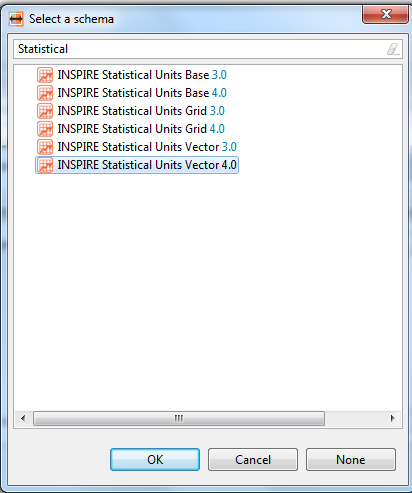 Select a schema
Statistical
INSPIRE Statistical Units Base 3.0
INSPIRE Statistical Units Base 4.0
INSPIRE Statistical Units Grid 3.0
INSPIRE Statistical Units Grid 4.0
INSPIRE Statistical Units Vector 3.0
INSPIRE Statistical Units Vector 4.0
OK Cancel None